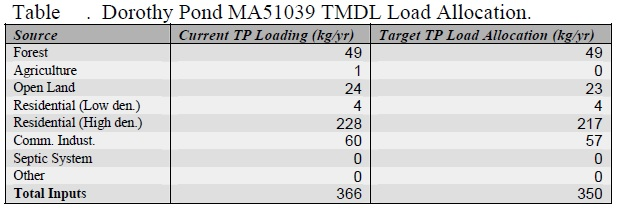 Table . Dorothy Pond MA51039 TMDL Load Allocation.
Source Current TP Loading (kg/yr) Target TP Load Allocation (kg/yr)
Forest 49 49
Agriculture 1 0
Open Land 24 23
Residential (Low den.) 4 4
Residential (High den.) 228 217
Comm. Indust. 60 57
Septic System 0 0
Other 0 0
Total Inputs 366 350